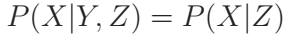 P(X|Y, Z) = P(X|Z)